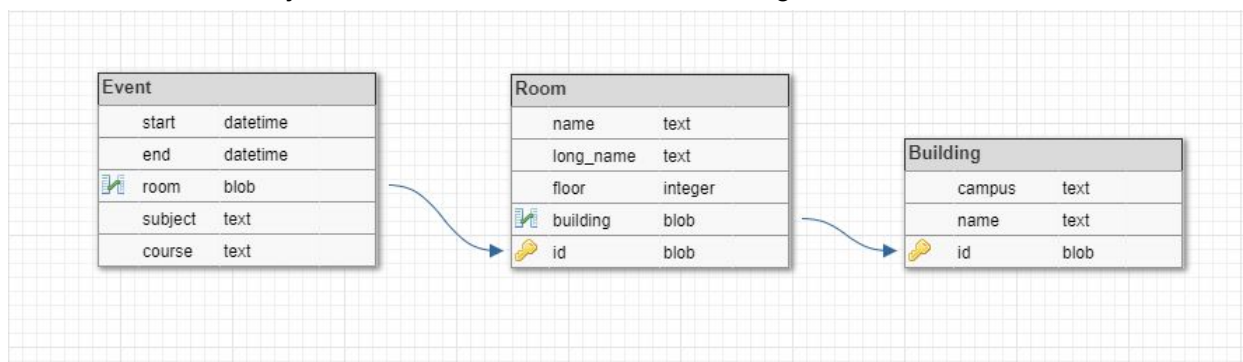 Event
start datetime
end datetime
room blob
subject text
course text
Room
name text
long_name text
floor integer
building blob
id blob
Building
campus text
name text
id blob